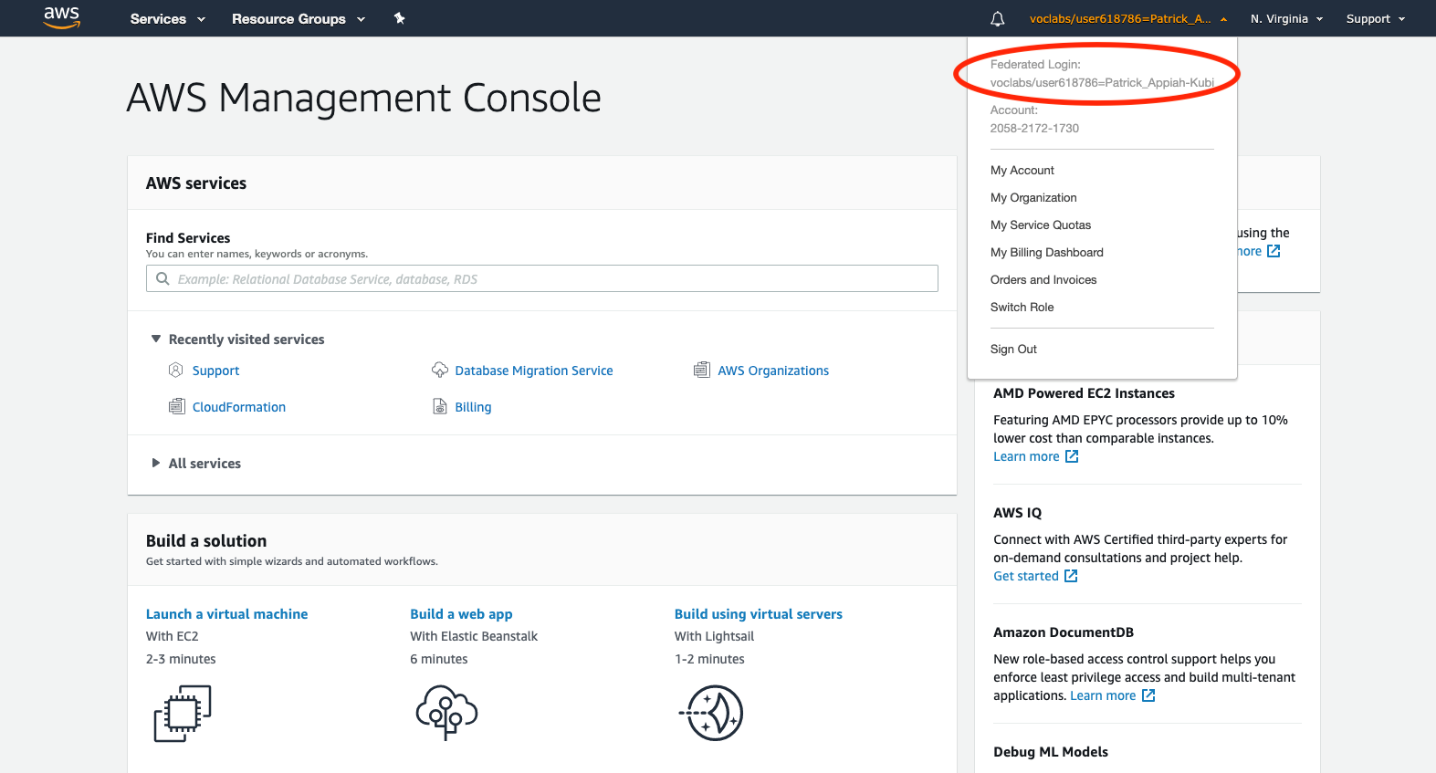 aws
Services
Resource Groups
voclabs/user618786=Patrick_A...
N. Virginia
Support
Federated Login:
voclabs/user618786=Patrick_Appiah-Kubi
Account:
2058-2172-1730
My Account
My Organization
My Service Quotas
My Billing Dashboard
Orders and Invoices
Switch Role
Sign Out
AWS Management Console
AWS services
Find Services
You can enter names, keywords or acronyms.
Example: Relational Database Service, database, RDS
Recently visited services
Support
Database Migration Service
AWS Organizations
CloudFormation
Billing
All services
Build a solution
Get started with simple wizards and automated workflows.
Launch a virtual machine
With EC2
2-3 minutes
Build a web app
With Elastic Beanstalk
6 minutes
Build using virtual servers
With Lightsail
1-2 minutes
using the
AMD Powered EC2 Instances
Featuring AMD EPYC processors provide up to 10%
lower cost than comparable instances.
Learn more
AWS IQ
Connect with AWS Certified third-party experts for
on-demand consultations and project help.
Get started
Amazon DocumentDB
New role-based access control support helps you
enforce least privilege access and build multi-tenant
applications. Learn more
Debug ML Models